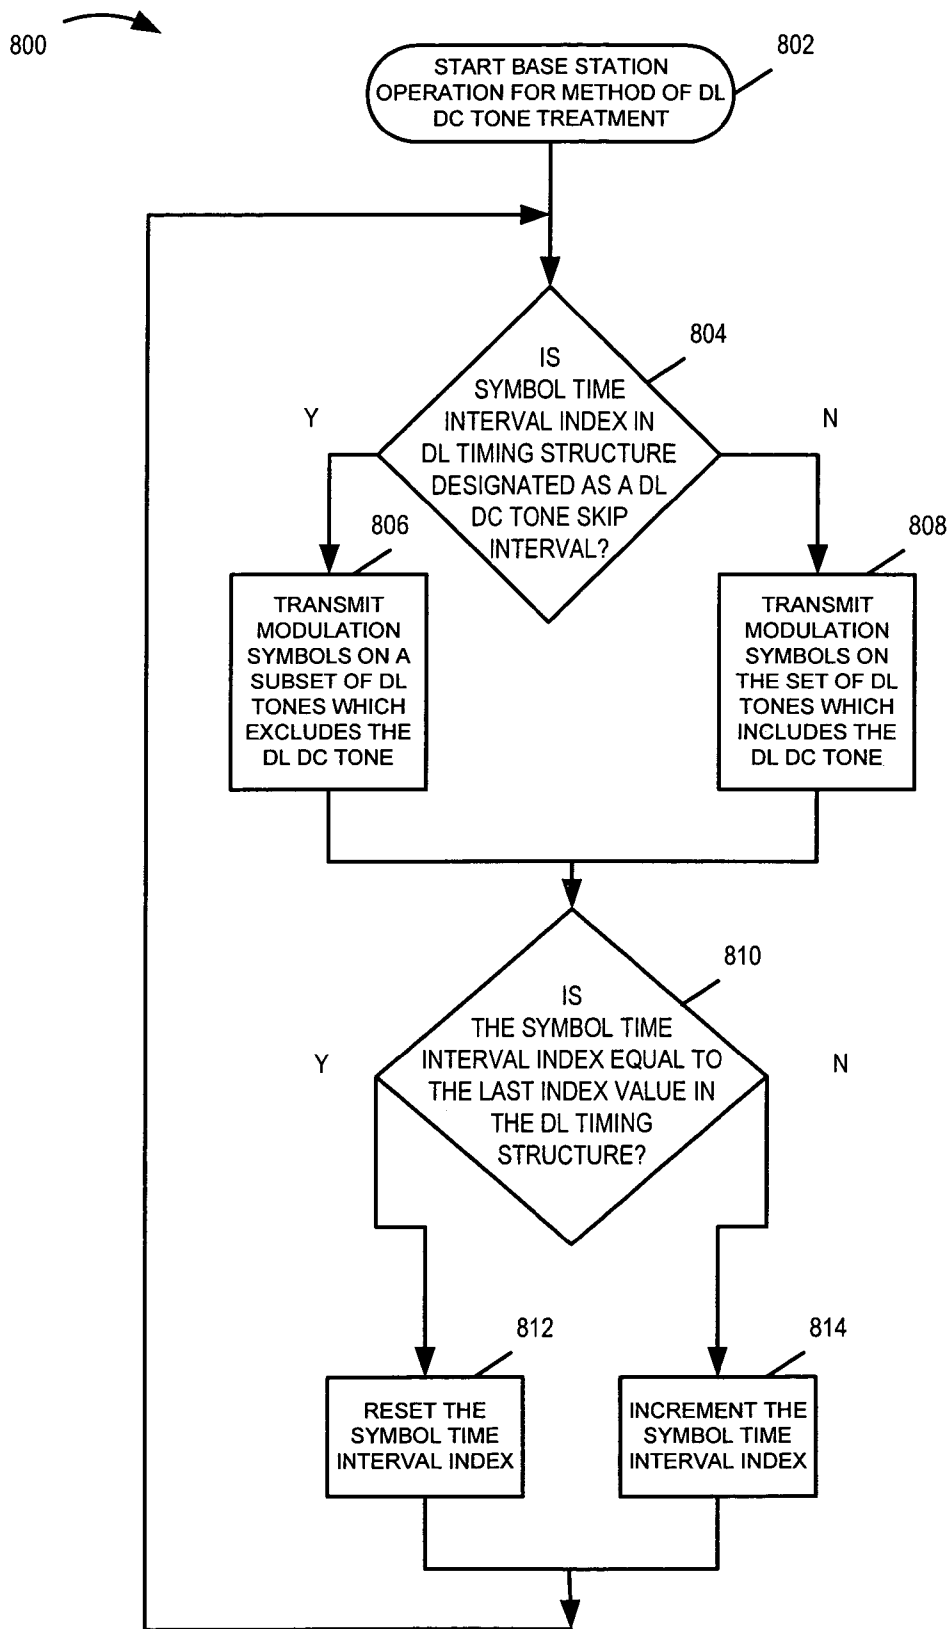 800
802
START BASE STATION
OPERATION FOR METHOD OF DL
DC TONE TREATMENT
804
IS
SYMBOL TIME
INTERVAL INDEX IN
DL TIMING STRUCTURE
DESIGNATED AS A DL
DC TONE SKIP
INTERVAL?
Y
N
806
TRANSMIT
MODULATION
SYMBOLS ON A
SUBSET OF DL
TONES WHICH
EXCLUDES THE
DL DC TONE
808
TRANSMIT
MODULATION
SYMBOLS ON
THE SET OF DL
TONES WHICH
INCLUDES THE
DL DC TONE
810
IS
THE SYMBOL TIME
INTERVAL INDEX EQUAL TO
THE LAST INDEX VALUE IN
THE DL TIMING
STRUCTURE?
Y
N
812
RESET THE
SYMBOL TIME
INTERVAL INDEX
814
INCREMENT THE
SYMBOL TIME
INTERVAL INDEX